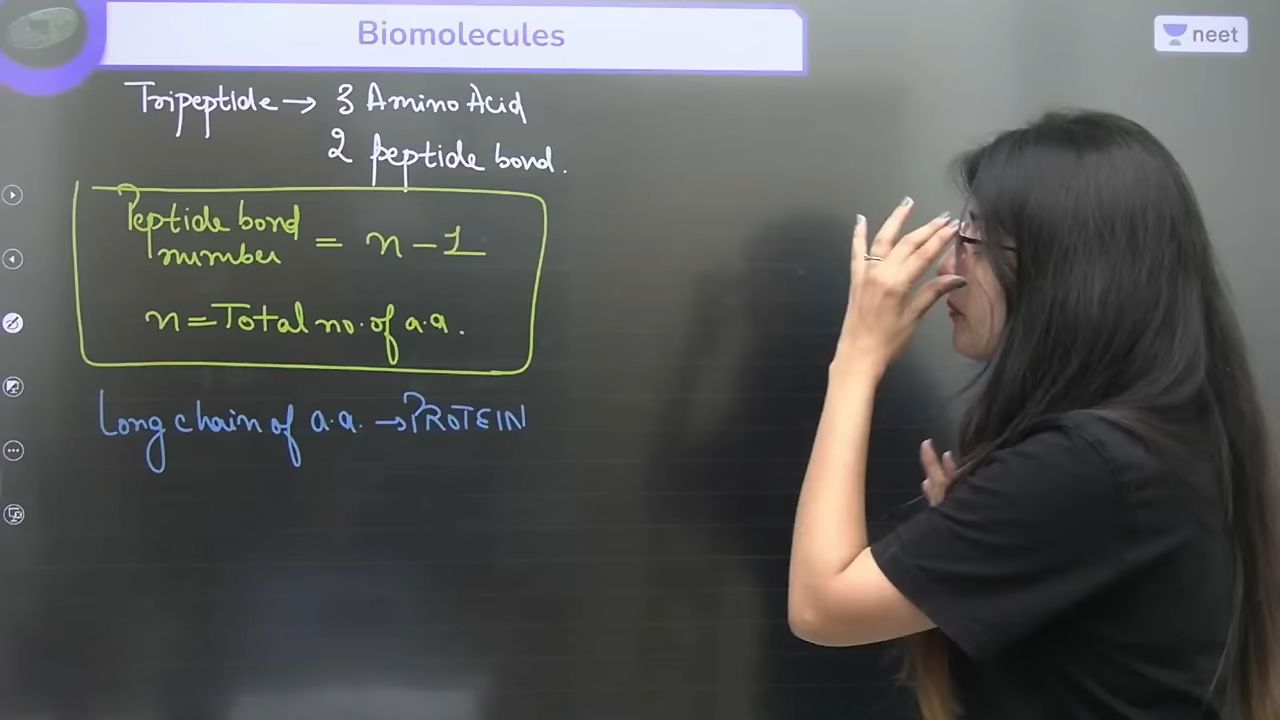 Biomolecules
neet
Tripeptide → 3 Amino Acid
2 peptide bond.
Peptide bond
number = n - 1
n = Total no. of a.a.
Long chain of a.a. → PROTEIN